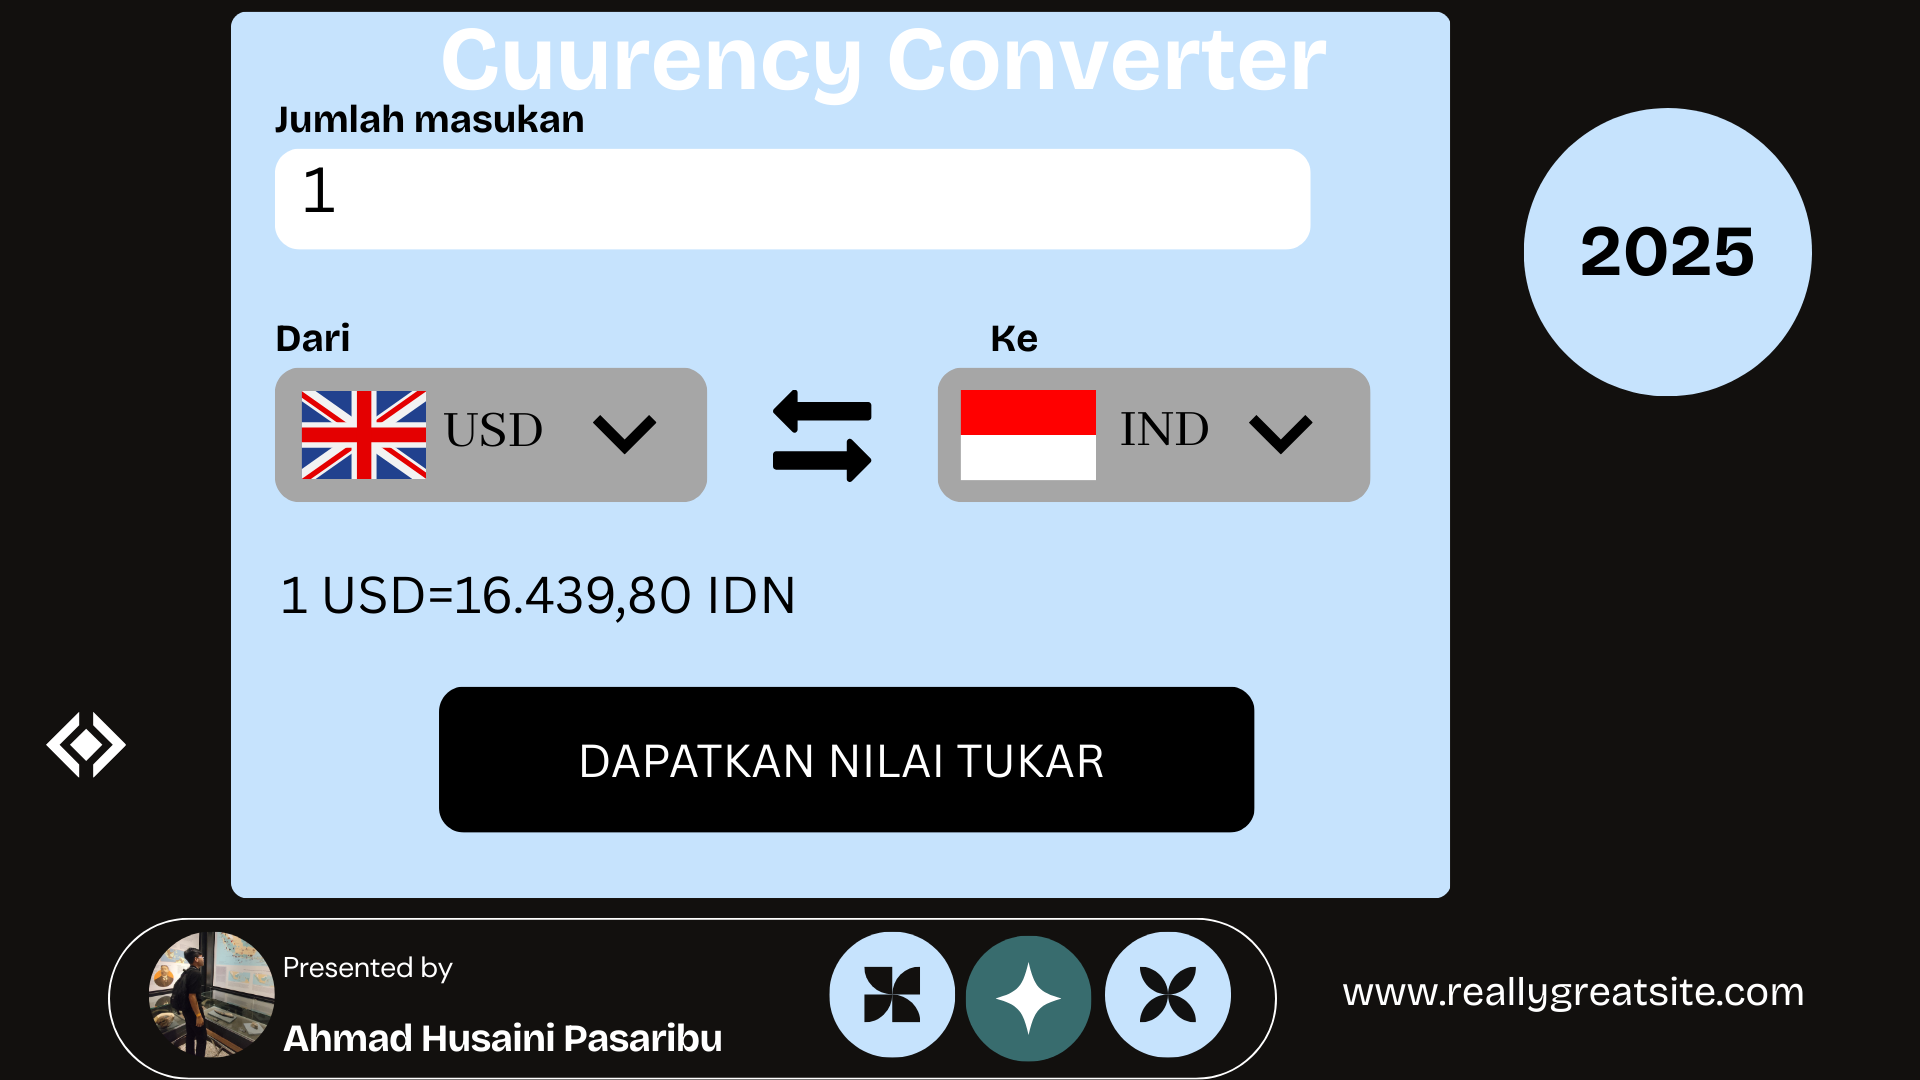 Cuurency Converter
Jumlah masukan
1
2025
Dari
Ke
USD
IND
1 USD=16.439,80 IDN
DAPATKAN NILAI TUKAR
Presented by
Ahmad Husaini Pasaribu
www.reallygreatsite.com